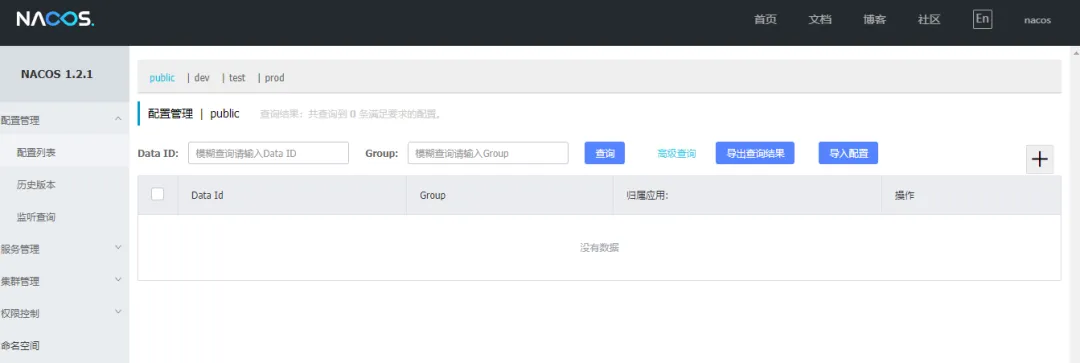 NACOS.
首页 文档 博客 社区 En nacos
NACOS 1.2.1
public | dev | test | prod
配置管理 | public 查询结果：共查询到 0 条满足要求的配置。
配置管理
配置列表
历史版本
监听查询
服务管理
集群管理
权限控制
命名空间
Data ID: 模糊查询请输入Data ID Group: 模糊查询请输入Group 查询 高级查询 导出查询结果 导入配置 +
Data Id Group 归属应用: 操作
没有数据